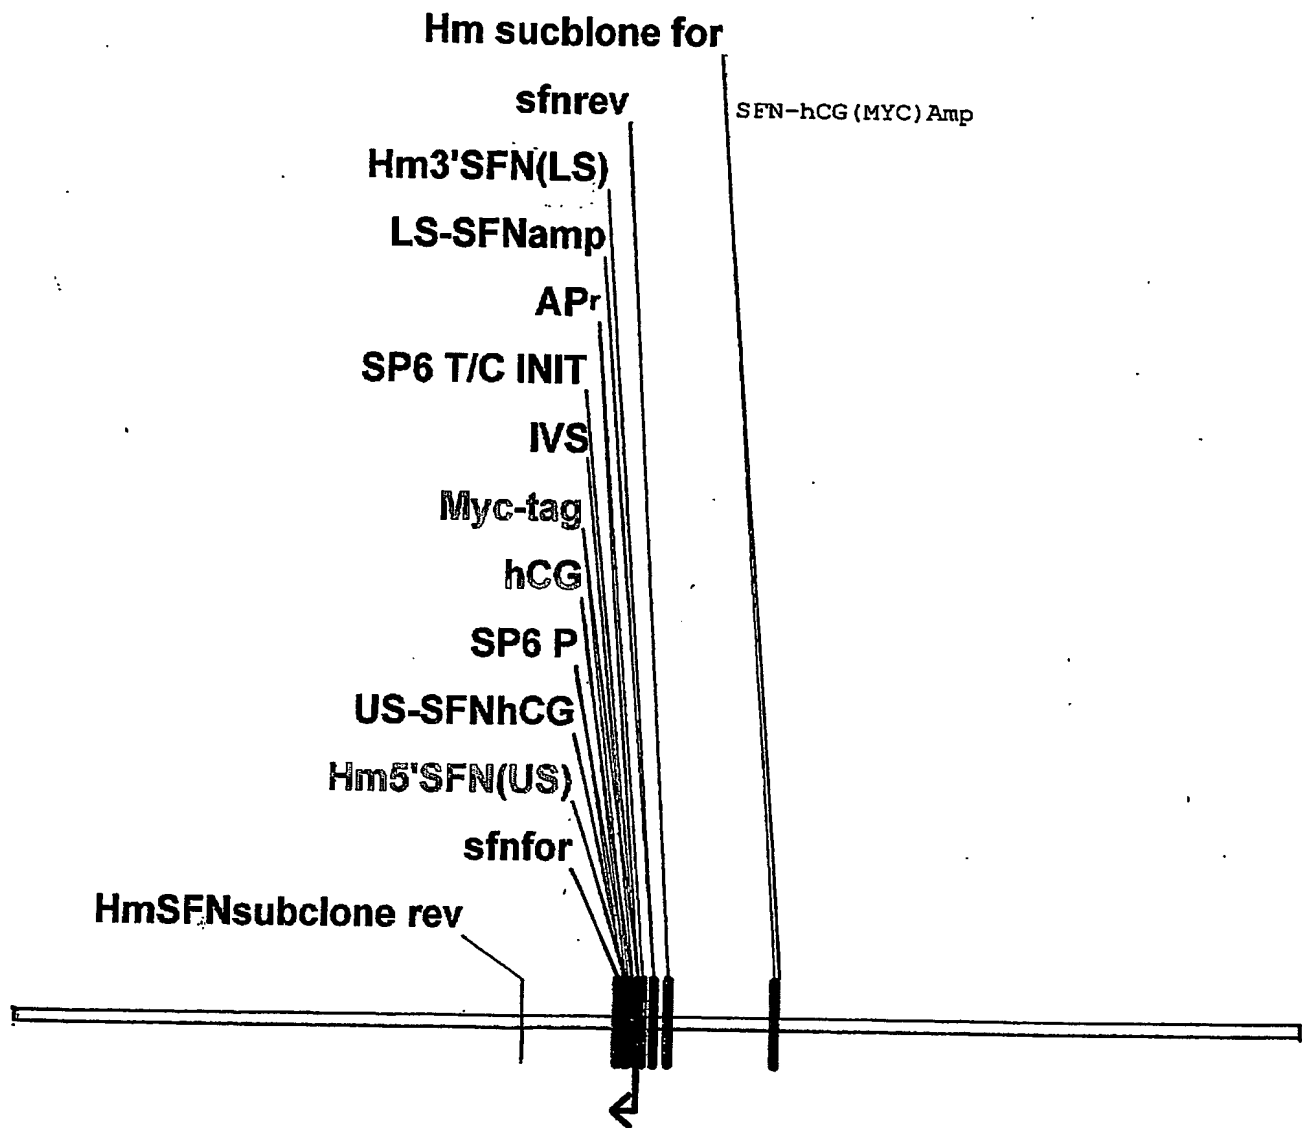 Hm sucblone for
sfnrev
SFN-hCG(MYC)Amp
Hm3'SFN(LS)
LS-SFNamp
APr
SP6 T/C INIT
IVS
Myc-tag
hCG
SP6 P
US-SFNhCG
Hm5'SFN(US)
sfnfor
HmSFNsubclone rev